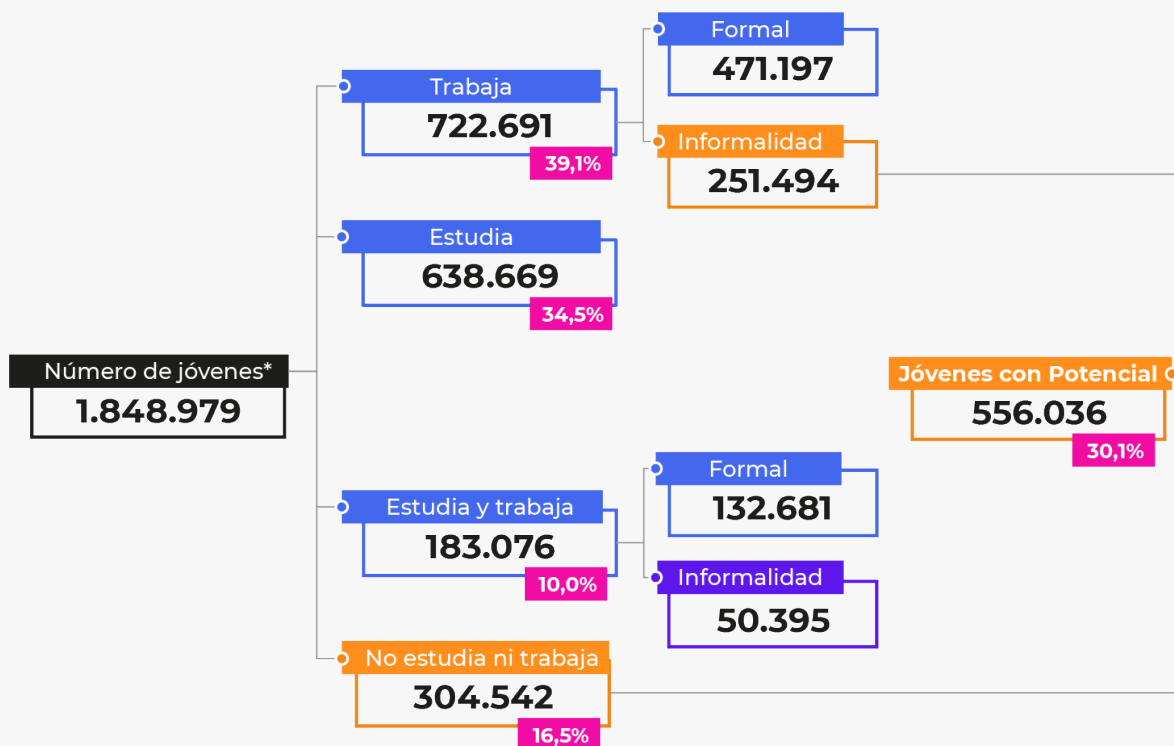 Formal
471.197
Trabaja
722.691
39,1%
Informalidad
251.494
Estudia
638.669
34,5%
Número de jóvenes*
1.848.979
Jóvenes con Potencial
556.036
30,1%
Formal
132.681
Estudia y trabaja
183.076
10,0%
Informalidad
50.395
No estudia ni trabaja
304.542
16,5%